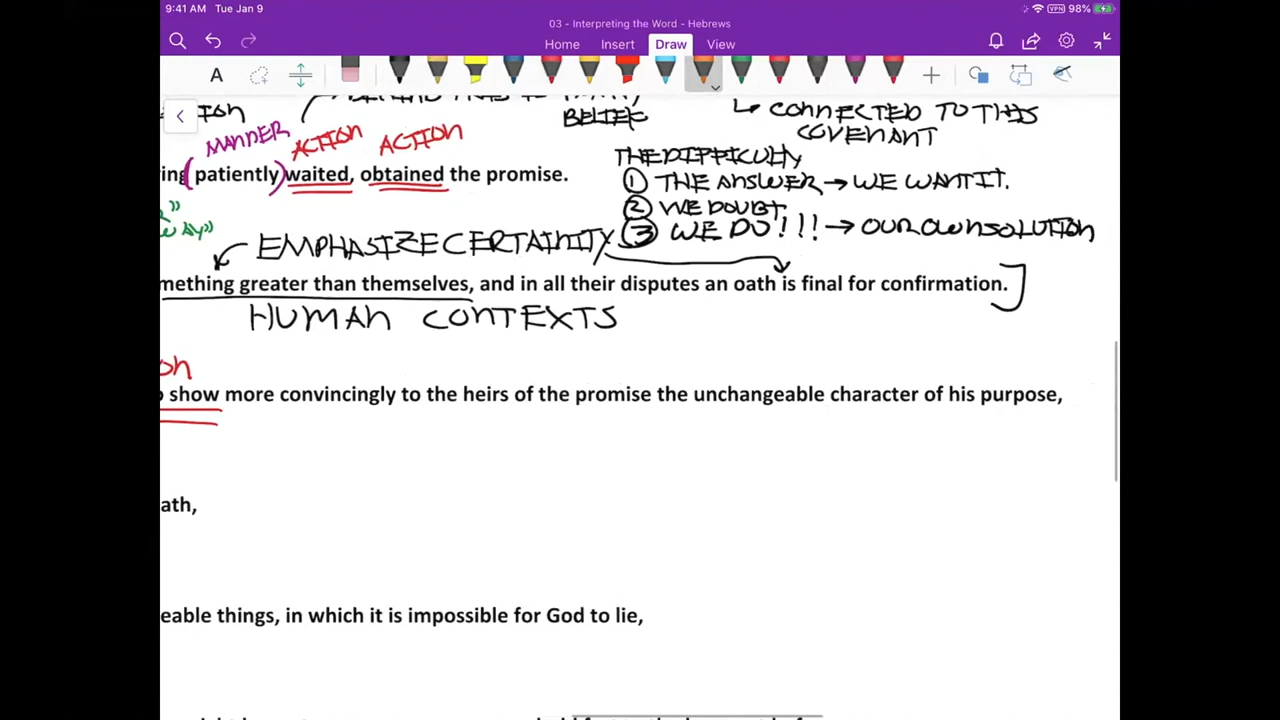 9:41 AM Tue Jan 9
98%
03 - Interpreting the Word - Hebrews
Home Insert Draw View
BELIEF
CONNECTED TO THIS
COVENANT
MANNER ACTION ACTION
THE DIFFICULTY
ring (patiently) waited, obtained the promise.
① THE ANSWER → WE WANT IT.
② WE DOUBT.
③ WE DO!!! → OUR OWN SOLUTION
EMPHASIZE CERTAINITY
mething greater than themselves, and in all their disputes an oath is final for confirmation.]
HUMAN CONTEXTS
o show more convincingly to the heirs of the promise the unchangeable character of his purpose,
ath,
eable things, in which it is impossible for God to lie,